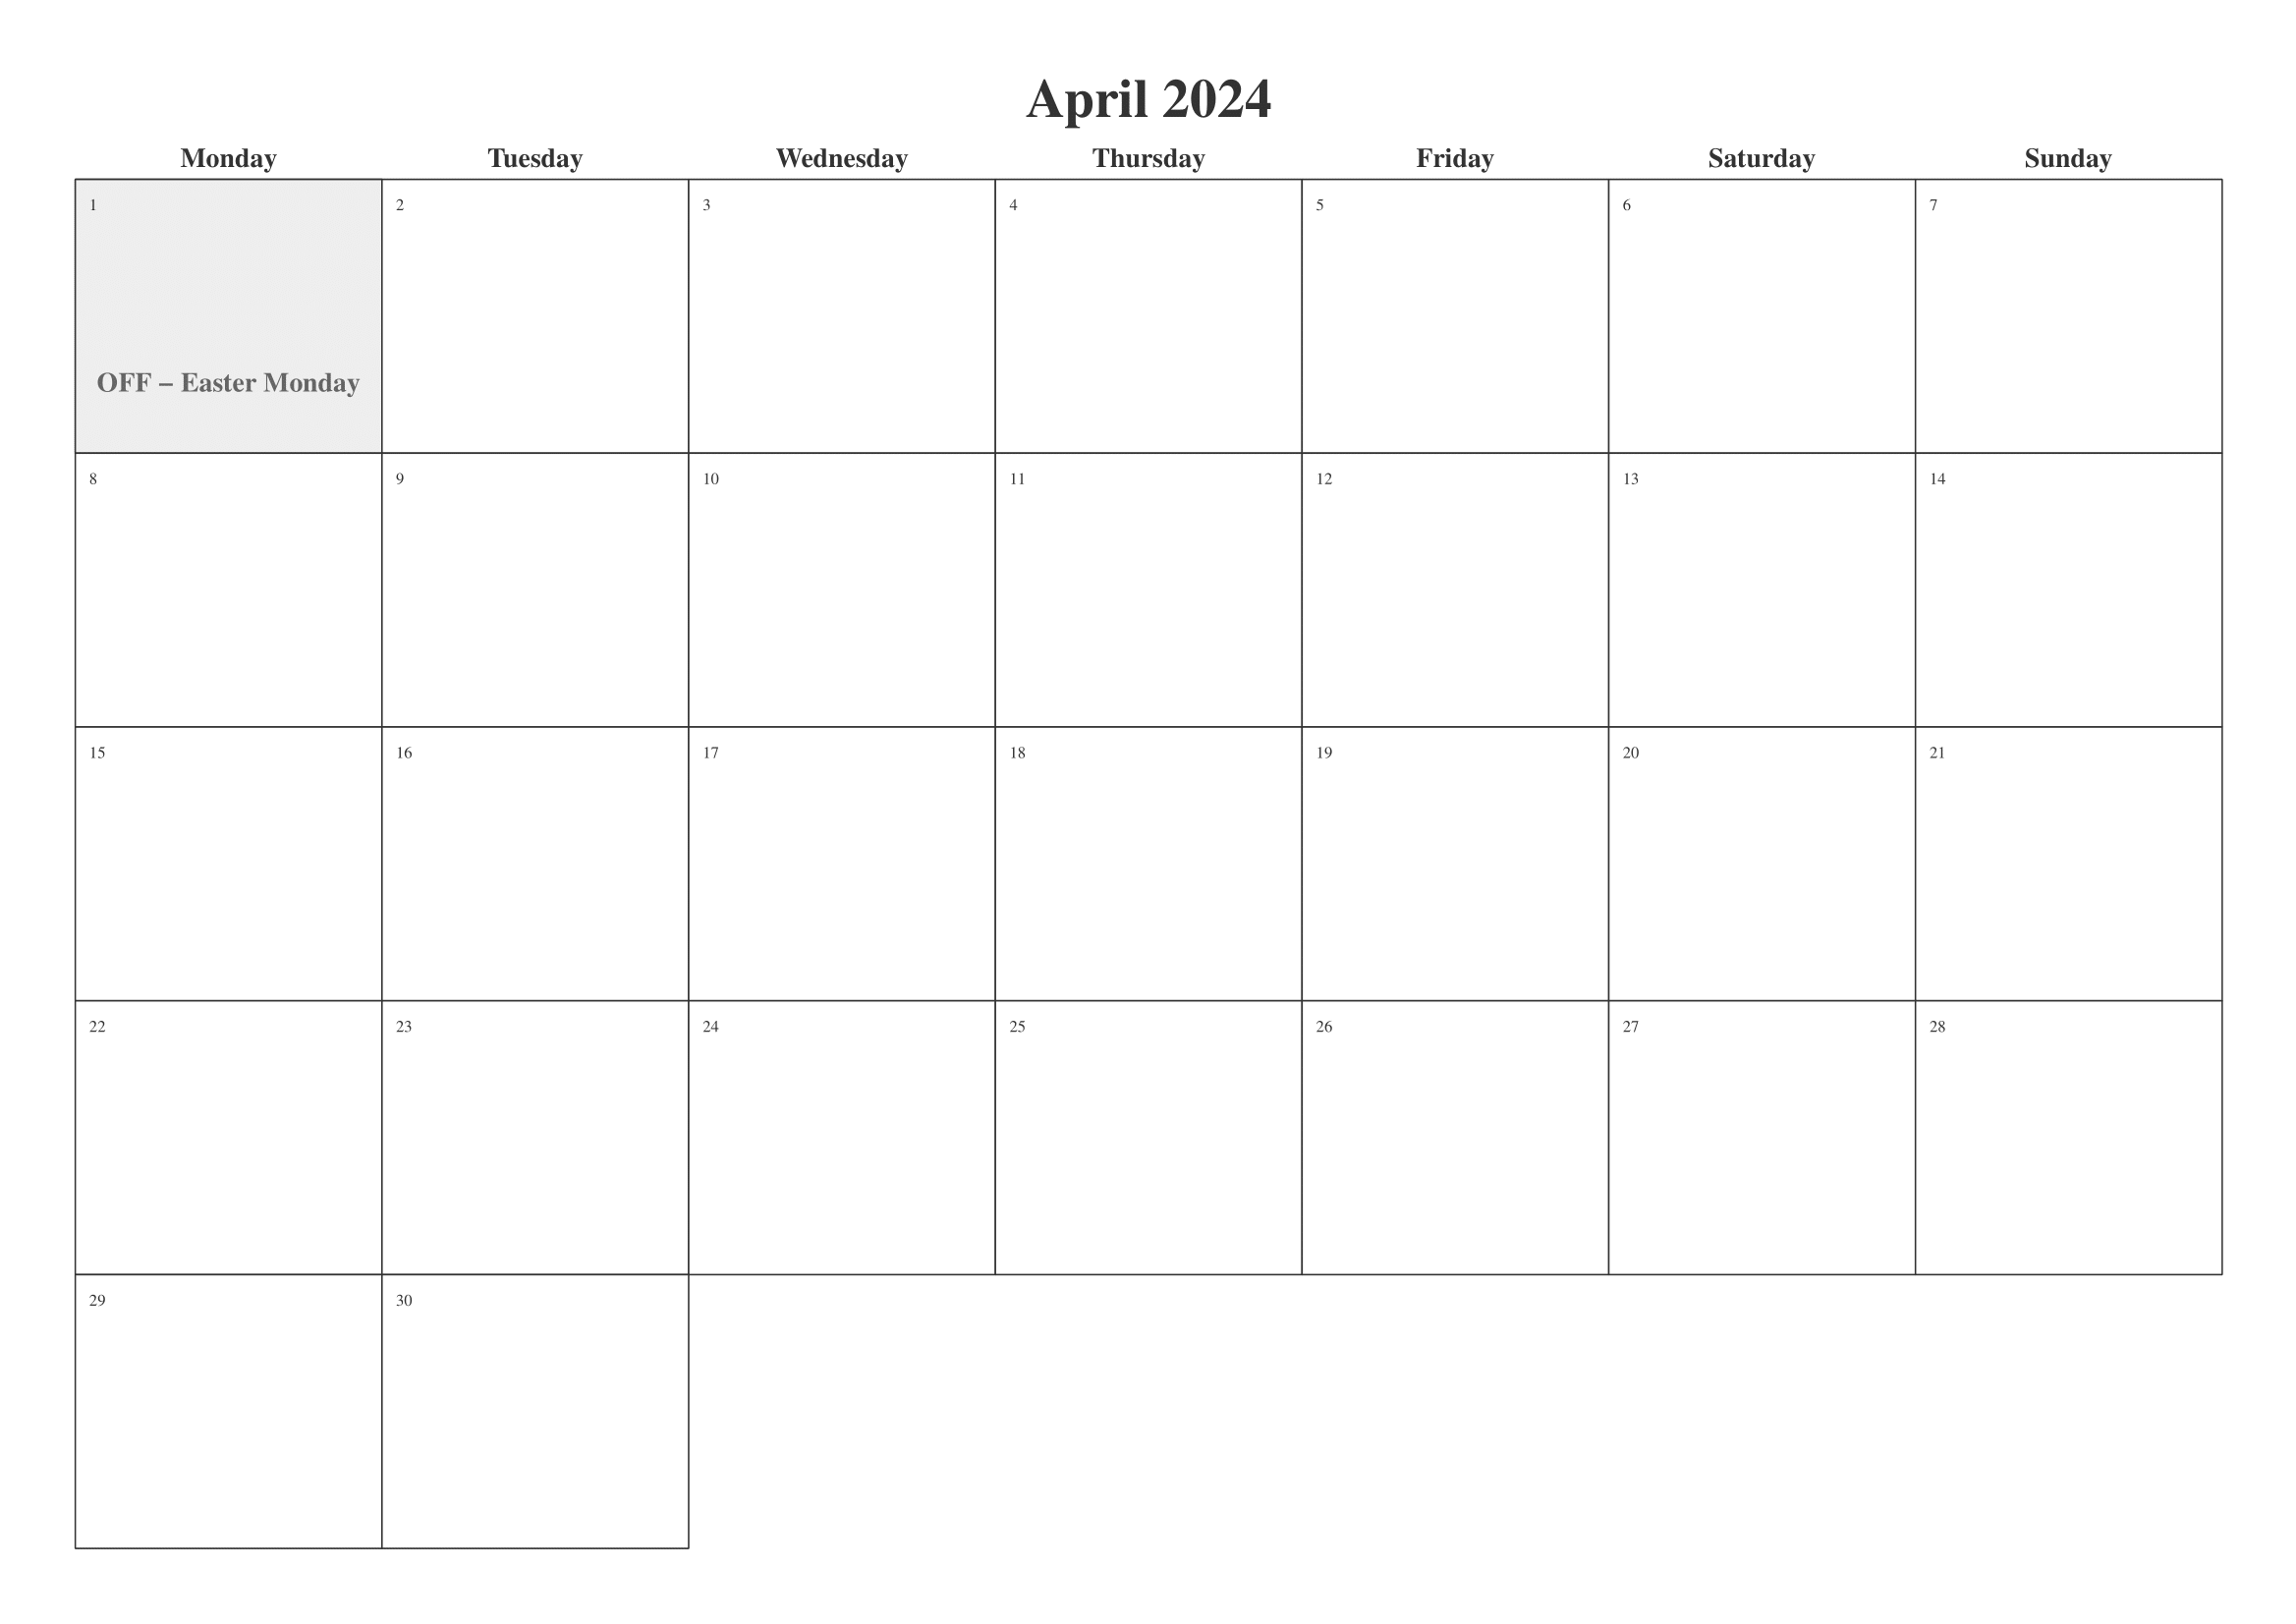 April 2024
Monday Tuesday Wednesday Thursday Friday Saturday Sunday
1 2 3 4 5 6 7
OFF – Easter Monday
8 9 10 11 12 13 14
15 16 17 18 19 20 21
22 23 24 25 26 27 28
29 30